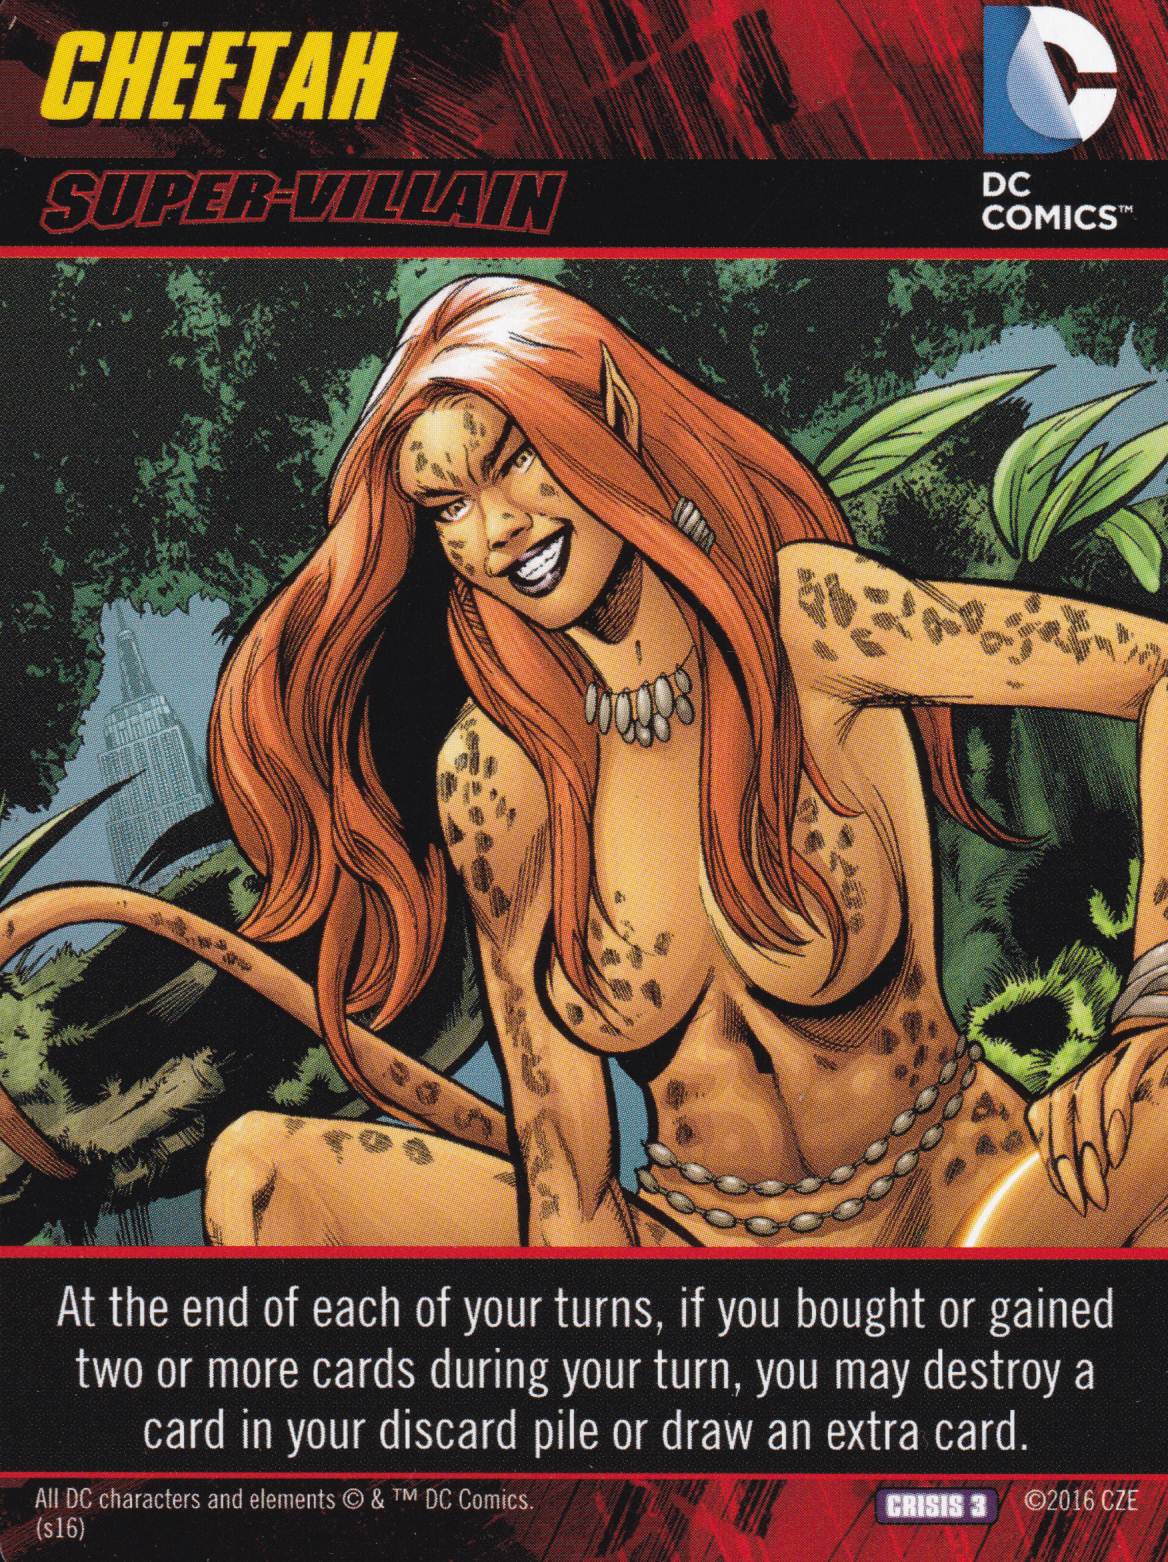 CHEETAH
SUPER-VILLAIN
DC
COMICS™
At the end of each of your turns, if you bought or gained
two or more cards during your turn, you may destroy a
card in your discard pile or draw an extra card.
All DC characters and elements © & ™ DC Comics.
(s16)
CRISIS 3
©2016 CZE